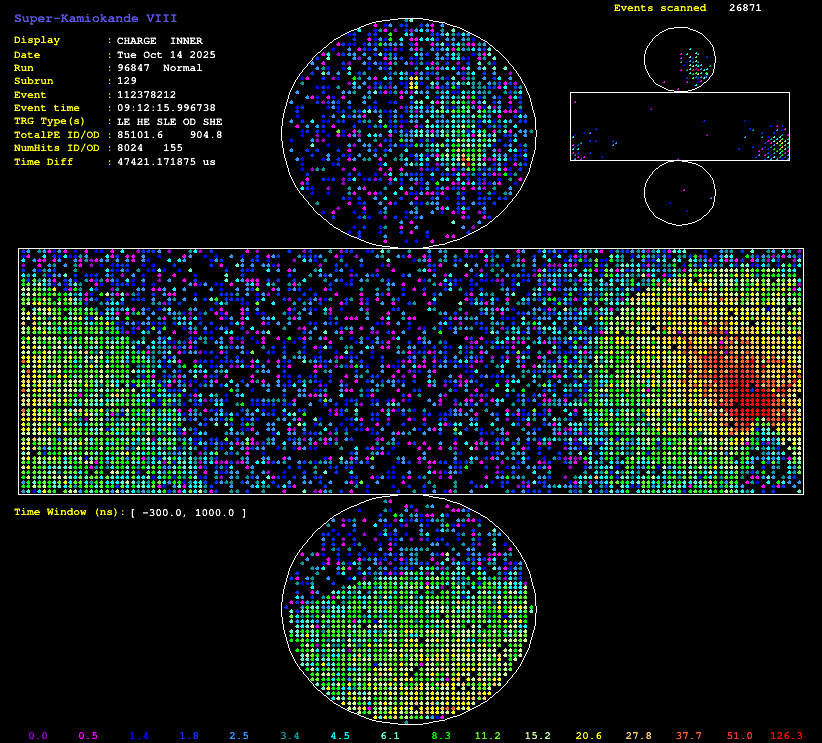 Super-Kamiokande VIII
Events scanned 26871
Display : CHARGE INNER
Date : Tue Oct 14 2025
Run : 96847 Normal
Subrun : 129
Event : 112378212
Event time : 09:12:15.996738
TRG Type(s) : LE HE SLE OD SHE
TotalPE ID/OD : 85101.6 904.8
NumHits ID/OD : 8024 155
Time Diff : 47421.171875 us
Time Window (ns): [ -300.0, 1000.0 ]
0.0 0.5 1.4 1.8 2.5 3.4 4.5 6.1 8.3 11.2 15.2 20.6 27.8 37.7 51.0 126.3